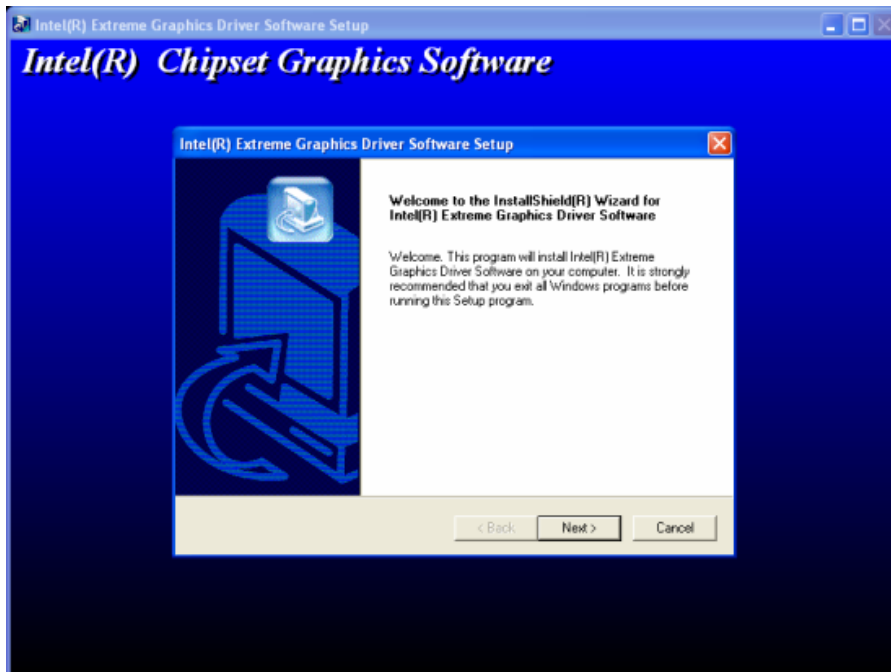 Intel(R) Extreme Graphics Driver Software Setup
Intel(R) Chipset Graphics Software
Intel(R) Extreme Graphics Driver Software Setup
Welcome to the InstallShield(R) Wizard for
Intel(R) Extreme Graphics Driver Software
Welcome. This program will install Intel(R) Extreme
Graphics Driver Software on your computer. It is strongly
recommended that you exit all Windows programs before
running this Setup program.
< Back Next > Cancel